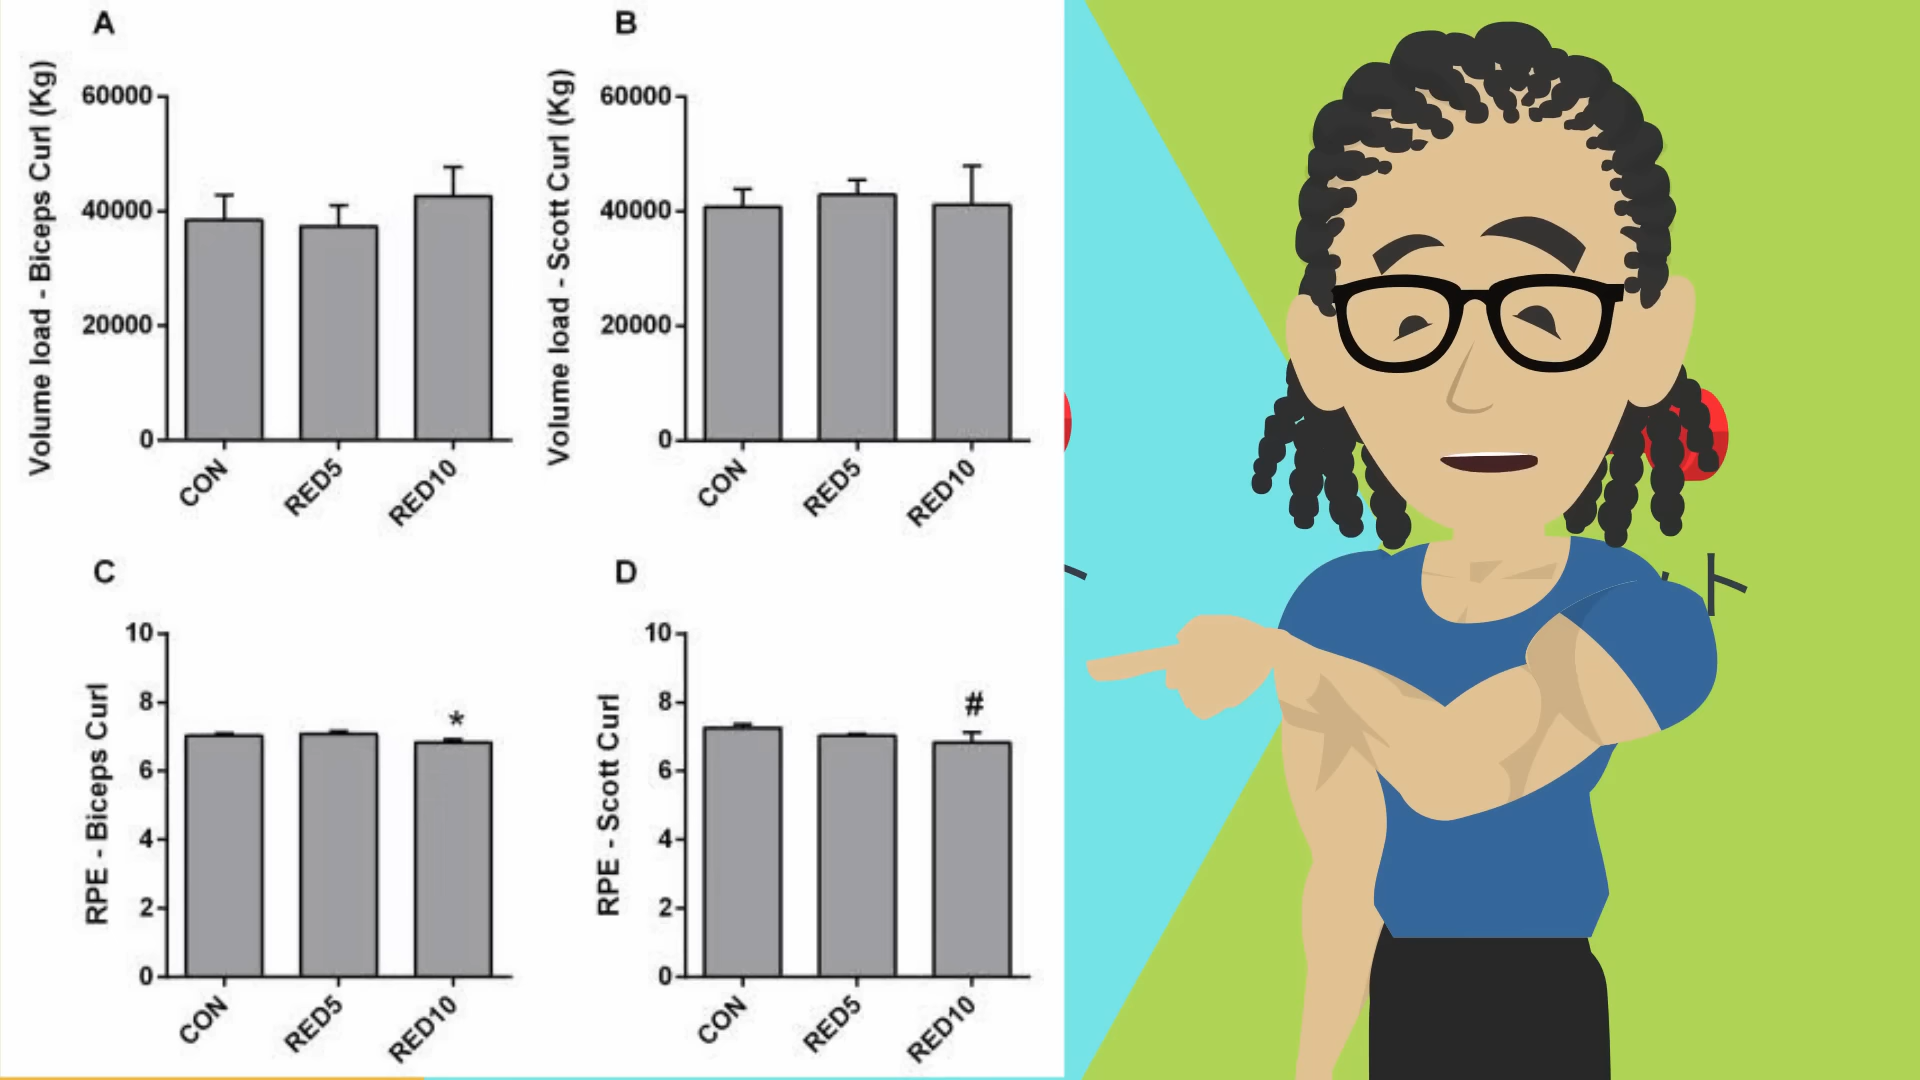 A
Volume load - Biceps Curl (Kg)
60000
40000
20000
0
CON
RED5
RED10
B
Volume load - Scott Curl (Kg)
60000
40000
20000
0
CON
RED5
RED10
C
RPE - Biceps Curl
10
8
6
4
2
0
*
CON
RED5
RED10
D
RPE - Scott Curl
10
8
6
4
2
0
#
CON
RED5
RED10
ト